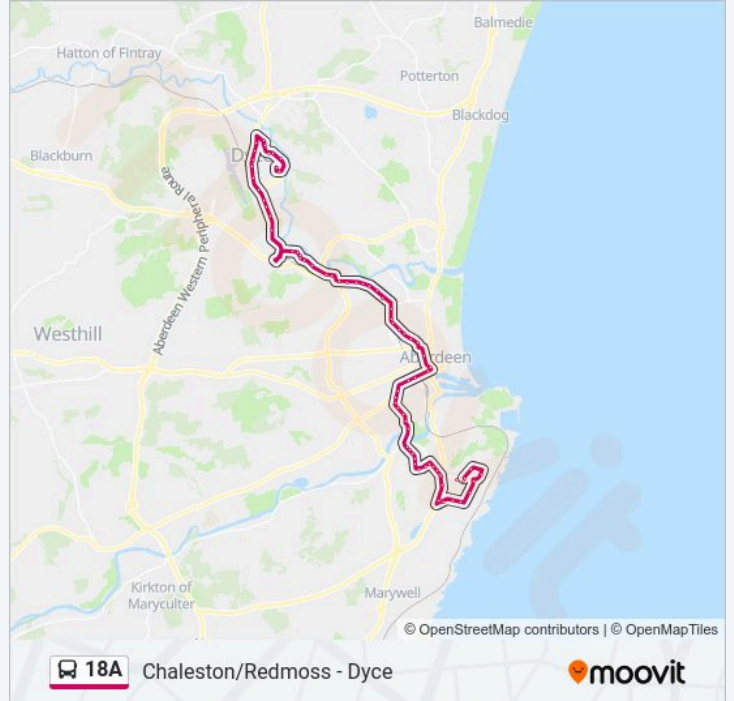 Balmedie
Hatton of Fintray
Potterton
Blackdog
Blackburn
Aberdeen Western Peripheral Route
Westhill
Aberdeen
Kirkton of
Maryculter
Marywell
© OpenStreetMap contributors | © OpenMapTiles
18A Chaleston/Redmoss - Dyce
moovit